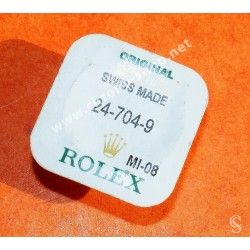 ORIGINAL
SWISS MADE
24-704-9
ROLEX
MI-08